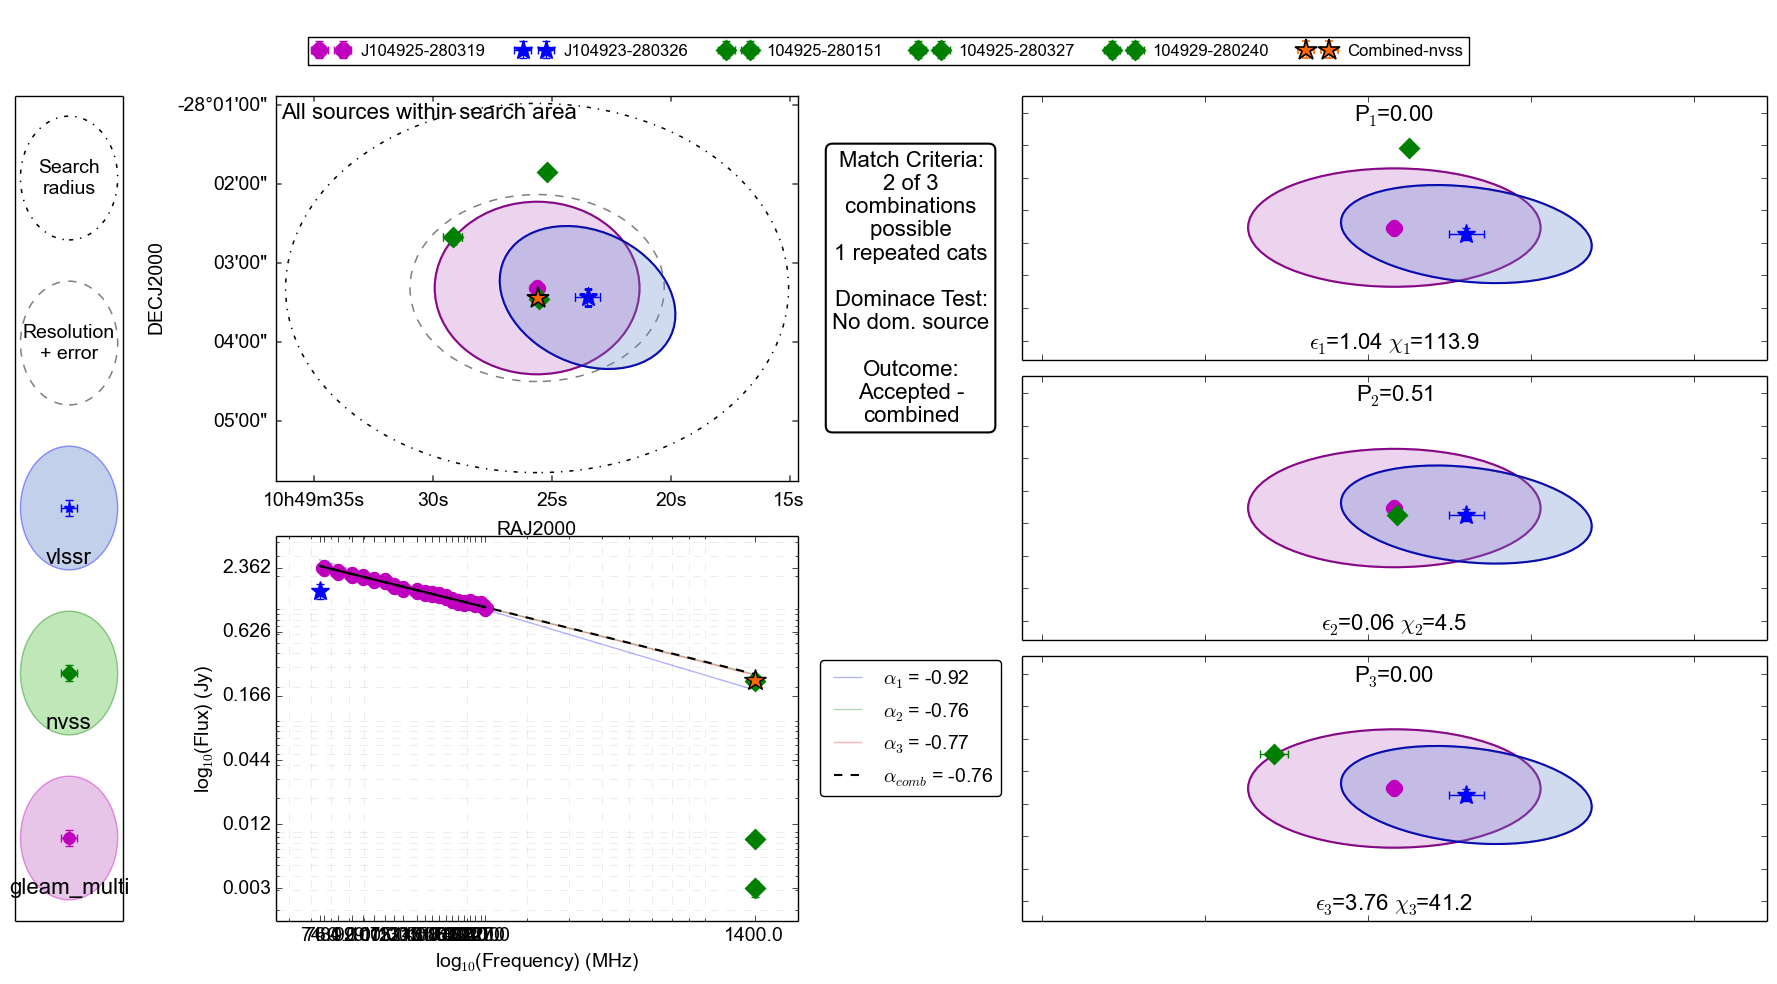 J104925-280319 J104923-280326 104925-280151 104925-280327 104929-280240 Combined-nvss
Search
radius
Resolution
+ error
vlssr
nvss
gleam_multi
All sources within search area
-28°01'00"
02'00"
03'00"
04'00"
05'00"
DECJ2000
10h49m35s 30s 25s 20s 15s
RAJ2000
Match Criteria:
2 of 3
combinations
possible
1 repeated cats
Dominace Test:
No dom. source
Outcome:
Accepted -
combined
P1=0.00
ϵ1=1.04 χ1=113.9
P2=0.51
ϵ2=0.06 χ2=4.5
P3=0.00
ϵ3=3.76 χ3=41.2
2.362
0.626
0.166
0.044
0.012
0.003
log10(Flux) (Jy)
1400.0
log10(Frequency) (MHz)
α1 = -0.92
α2 = -0.76
α3 = -0.77
αcomb = -0.76